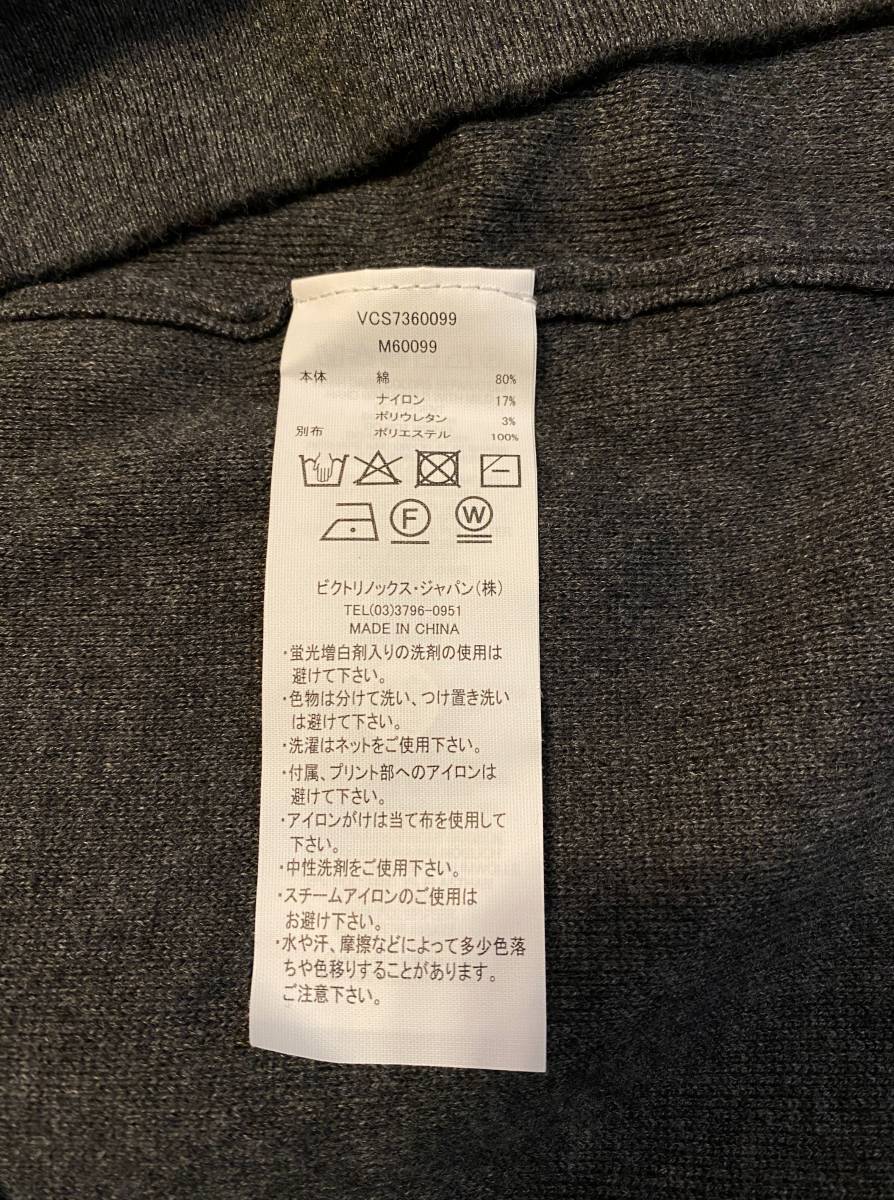 VCS7360099
M60099
本体 綿 80%
ナイロン 17%
ポリウレタン 3%
別布 ポリエステル 100%
F W
ビクトリノックス・ジャパン(株)
TEL(03)3796-0951
MADE IN CHINA
・蛍光増白剤入りの洗剤の使用は
避けて下さい。
・色物は分けて洗い、つけ置き洗い
は避けて下さい。
・洗濯はネットをご使用下さい。
・付属、プリント部へのアイロンは
避けて下さい。
・アイロンがけは当て布を使用して
下さい。
・中性洗剤をご使用下さい。
・スチームアイロンのご使用は
お避け下さい。
・水や汗、摩擦などによって多少色落
ちや色移りすることがあります。
ご注意下さい。